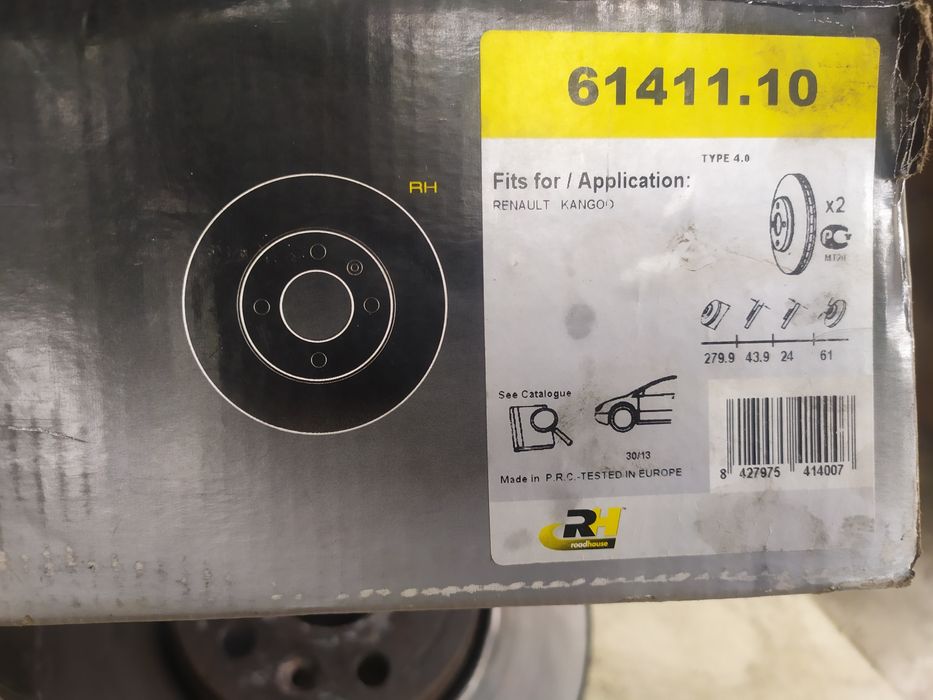 RH
61411.10
TYPE 4.0
Fits for / Application:
RENAULT KANGOO
x2
279.9 43.9 24 61
See Catalogue
30/13
Made in P.R.C.-TESTED IN EUROPE
8 427975 414007
RH
roadhouse